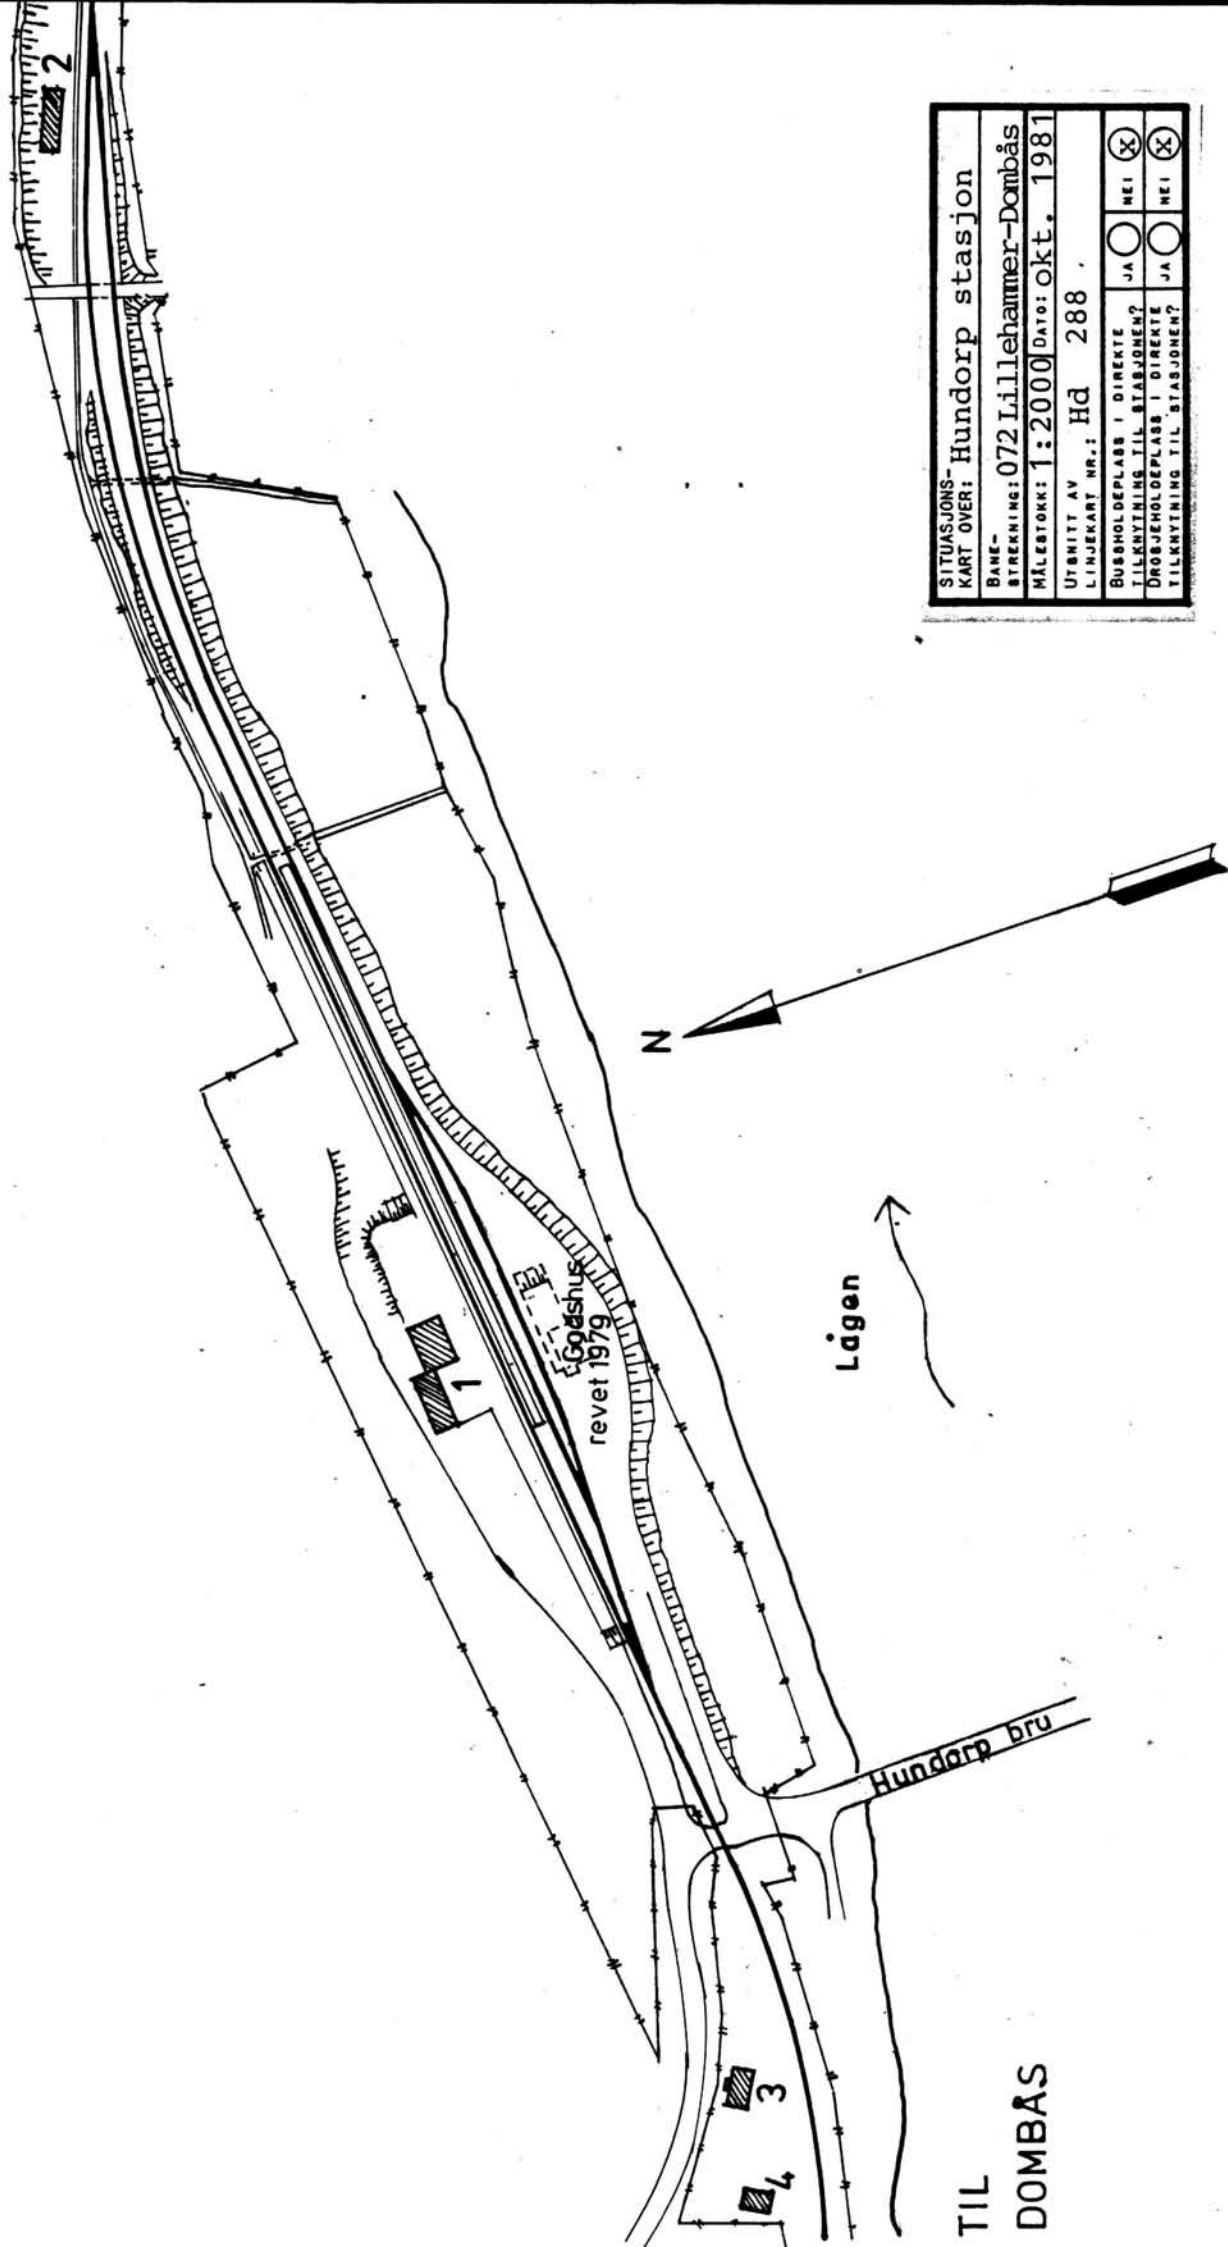 2
1
Godshus
revet 1979
N
Lågen
Hundorp bru
3
4
TIL
DOMBÅS
SITUASJONS-
KART OVER: Hundorp stasjon
BANE-
STREKNING: 072 Lillehammer-Dombås
MÅLESTOKK: 1:2000 DATO: okt. 1981
UTSNITT AV
LINJEKART NR.: Hd 288
BUSSHOLDEPLASS I DIREKTE
TILKNYTNING TIL STASJONEN? JA NEI X
DROSJEHOLDEPLASS I DIREKTE
TILKNYTNING TIL STASJONEN? JA NEI X